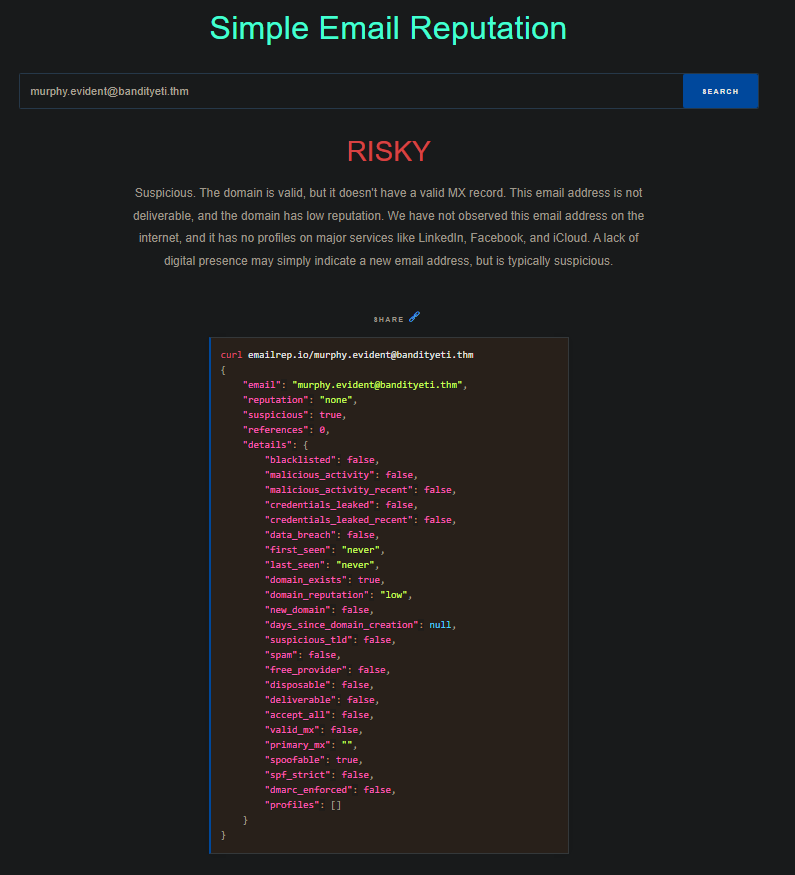 Simple Email Reputation
murphy.evident@bandityeti.thm
SEARCH
RISKY
Suspicious. The domain is valid, but it doesn't have a valid MX record. This email address is not
deliverable, and the domain has low reputation. We have not observed this email address on the
internet, and it has no profiles on major services like LinkedIn, Facebook, and iCloud. A lack of
digital presence may simply indicate a new email address, but is typically suspicious.
SHARE
curl emailrep.io/murphy.evident@bandityeti.thm
{
    "email": "murphy.evident@bandityeti.thm",
    "reputation": "none",
    "suspicious": true,
    "references": 0,
    "details": {
        "blacklisted": false,
        "malicious_activity": false,
        "malicious_activity_recent": false,
        "credentials_leaked": false,
        "credentials_leaked_recent": false,
        "data_breach": false,
        "first_seen": "never",
        "last_seen": "never",
        "domain_exists": true,
        "domain_reputation": "low",
        "new_domain": false,
        "days_since_domain_creation": null,
        "suspicious_tld": false,
        "spam": false,
        "free_provider": false,
        "disposable": false,
        "deliverable": false,
        "accept_all": false,
        "valid_mx": false,
        "primary_mx": "",
        "spoofable": true,
        "spf_strict": false,
        "dmarc_enforced": false,
        "profiles": []
    }
}